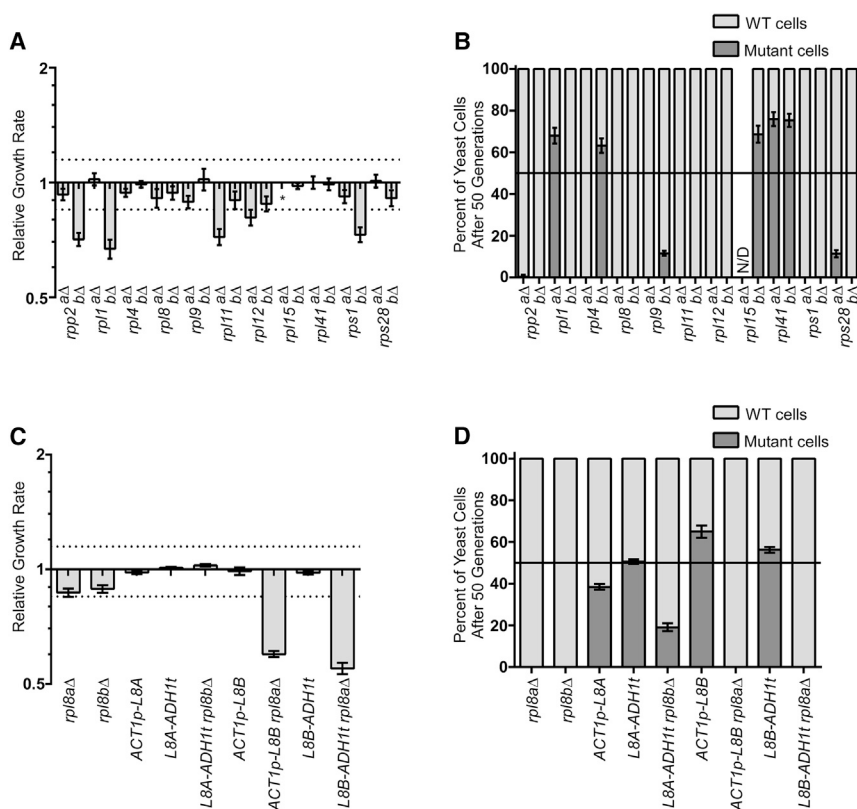 A
2
1
0.5
Relative Growth Rate
*
aΔ bΔ aΔ bΔ aΔ bΔ aΔ bΔ aΔ bΔ aΔ bΔ aΔ bΔ aΔ bΔ aΔ bΔ aΔ bΔ aΔ bΔ
rpp2 rpl1 rpl4 rpl8 rpl9 rpl11 rpl12 rpl15 rpl41 rps1 rps28
B
WT cells
Mutant cells
100
80
60
40
20
0
Percent of Yeast Cells
After 50 Generations
N/D
aΔ bΔ aΔ bΔ aΔ bΔ aΔ bΔ aΔ bΔ aΔ bΔ aΔ bΔ aΔ bΔ aΔ bΔ aΔ bΔ aΔ bΔ
rpp2 rpl1 rpl4 rpl8 rpl9 rpl11 rpl12 rpl15 rpl41 rps1 rps28
C
2
1
0.5
Relative Growth Rate
rpl8aΔ
rpl8bΔ
ACT1p-L8A
L8A-ADH1t
L8A-ADH1t rpl8bΔ
ACT1p-L8B
ACT1p-L8B rpl8aΔ
L8B-ADH1t
L8B-ADH1t rpl8aΔ
D
WT cells
Mutant cells
100
80
60
40
20
0
Percent of Yeast Cells
After 50 Generations
rpl8aΔ
rpl8bΔ
ACT1p-L8A
L8A-ADH1t
L8A-ADH1t rpl8bΔ
ACT1p-L8B
ACT1p-L8B rpl8aΔ
L8B-ADH1t
L8B-ADH1t rpl8aΔ